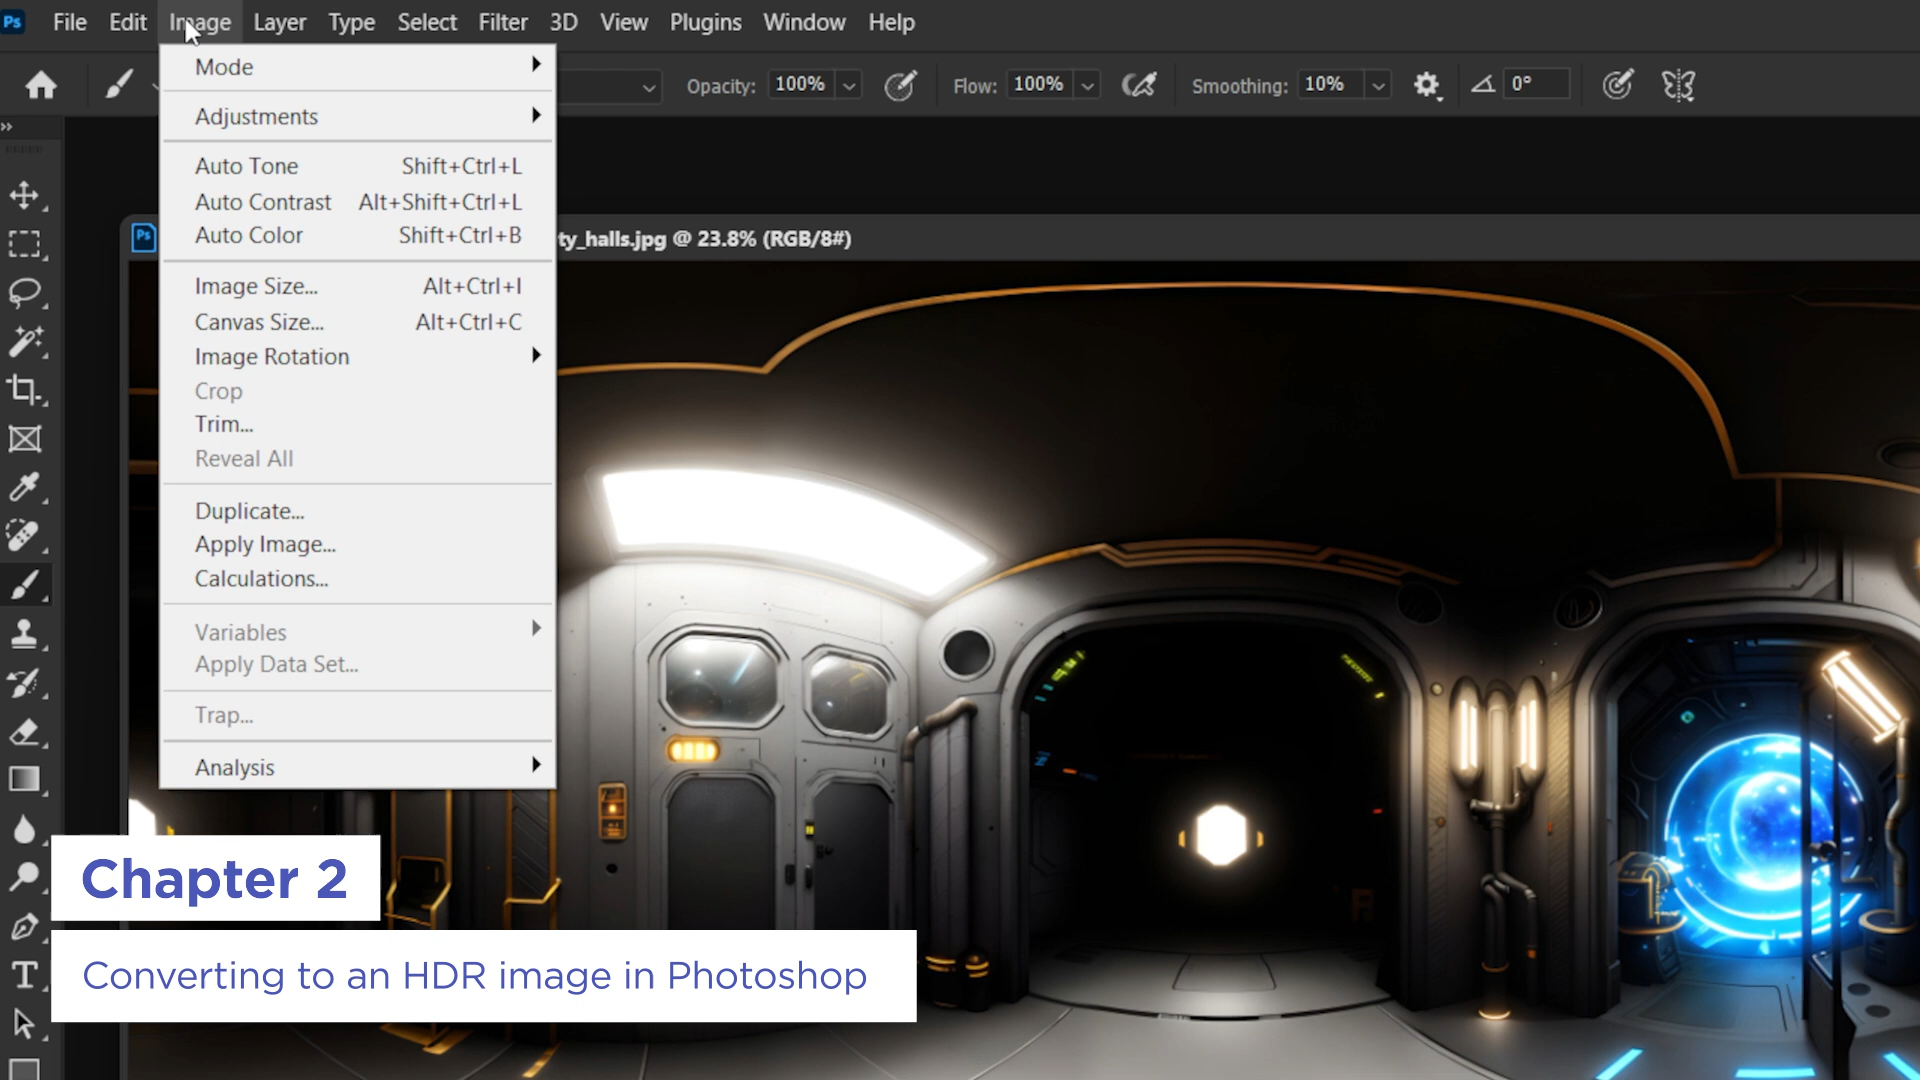 Ps File Edit Image Layer Type Select Filter 3D View Plugins Window Help
Opacity: 100% Flow: 100% Smoothing: 10% 0°
Mode
Adjustments
Auto Tone Shift+Ctrl+L
Auto Contrast Alt+Shift+Ctrl+L
Auto Color Shift+Ctrl+B
Ps ty_halls.jpg @ 23.8% (RGB/8#)
Image Size... Alt+Ctrl+I
Canvas Size... Alt+Ctrl+C
Image Rotation
Crop
Trim...
Reveal All
Duplicate...
Apply Image...
Calculations...
Variables
Apply Data Set...
Trap...
Analysis
Chapter 2
Converting to an HDR image in Photoshop